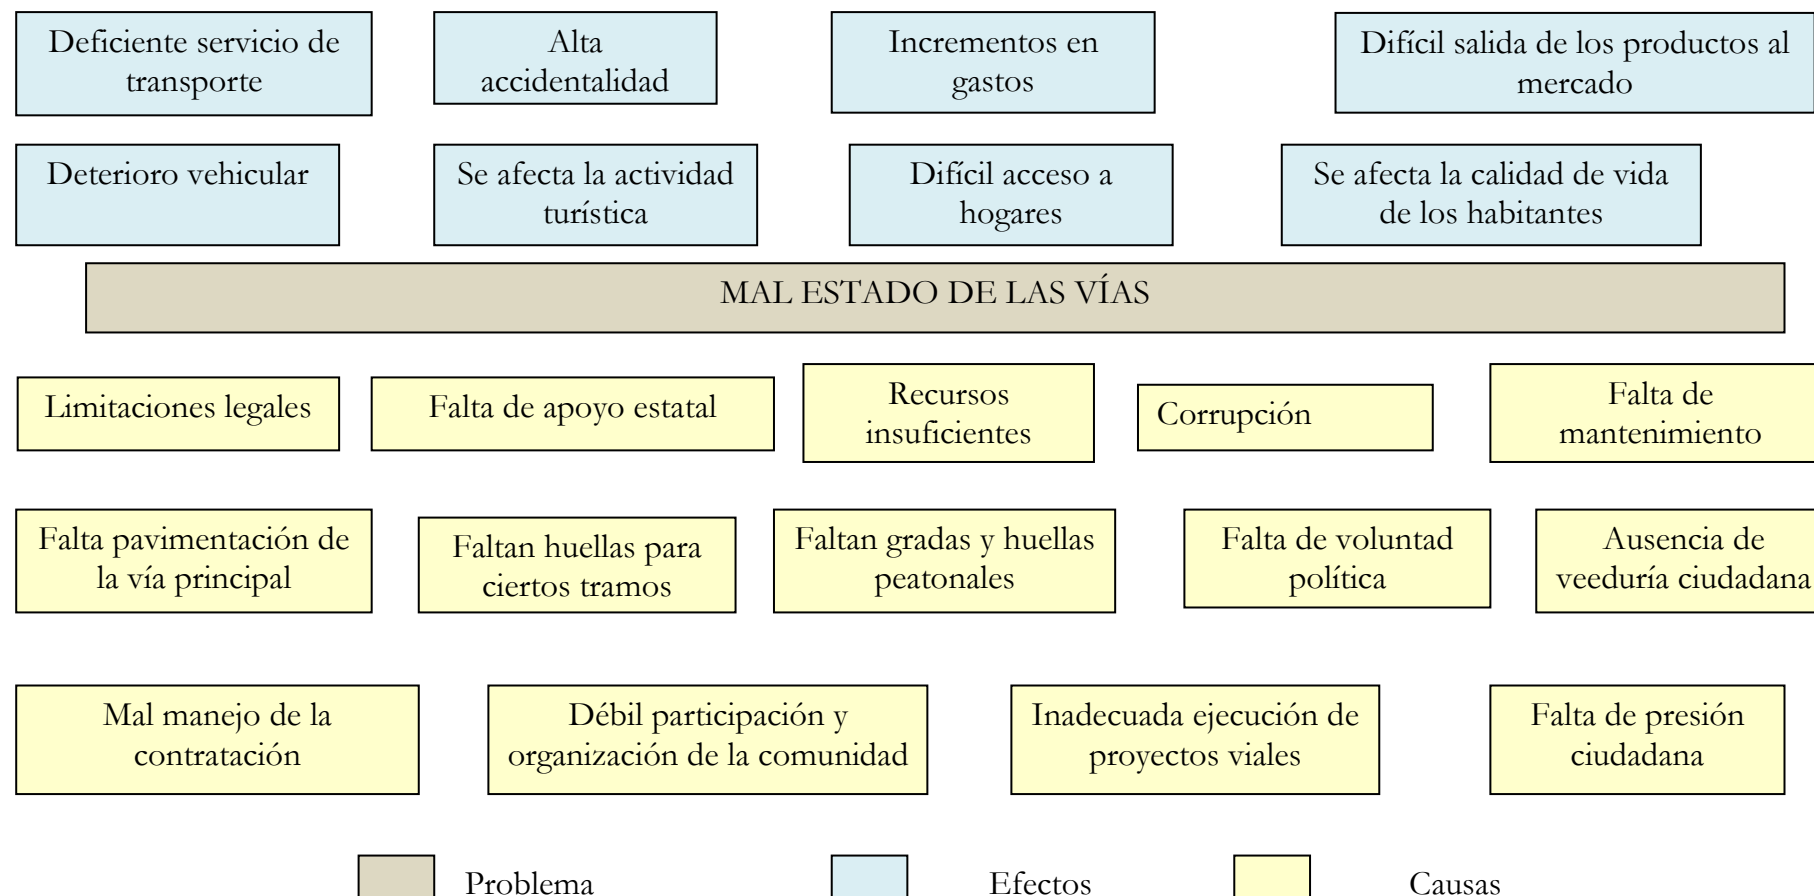 Deficiente servicio de
transporte
Alta
accidentalidad
Incrementos en
gastos
Difícil salida de los productos al
mercado
Deterioro vehicular
Se afecta la actividad
turística
Difícil acceso a
hogares
Se afecta la calidad de vida
de los habitantes
MAL ESTADO DE LAS VÍAS
Limitaciones legales
Falta de apoyo estatal
Recursos
insuficientes
Corrupción
Falta de
mantenimiento
Falta pavimentación de
la vía principal
Faltan huellas para
ciertos tramos
Faltan gradas y huellas
peatonales
Falta de voluntad
política
Ausencia de
veeduría ciudadana
Mal manejo de la
contratación
Débil participación y
organización de la comunidad
Inadecuada ejecución de
proyectos viales
Falta de presión
ciudadana
Problema
Efectos
Causas